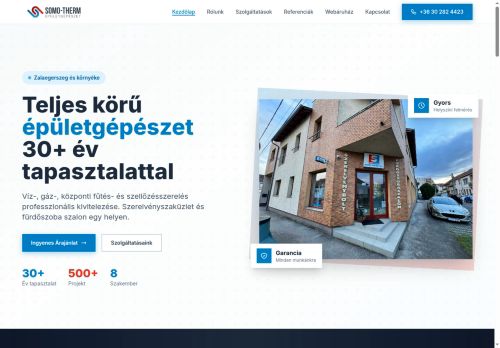 SOMO-THERM
ÉPÜLETGÉPÉSZET
Kezdőlap
Rólunk
Szolgáltatások
Referenciák
Webáruház
Kapcsolat
+36 30 282 4423
Zalaegerszeg és környéke
Teljes körű
épületgépészet
30+ év
tapasztalattal
Víz-, gáz-, központi fűtés- és szellőzésszerelés
professzionális kivitelezése. Szerelvényszaküzlet és
fürdőszoba szalon egy helyen.
Ingyenes Árajánlat →
Szolgáltatásaink
30+
Év tapasztalat
500+
Projekt
8
Szakember
Gyors
Helyszíni felmérés
Garancia
Minden munkánkra